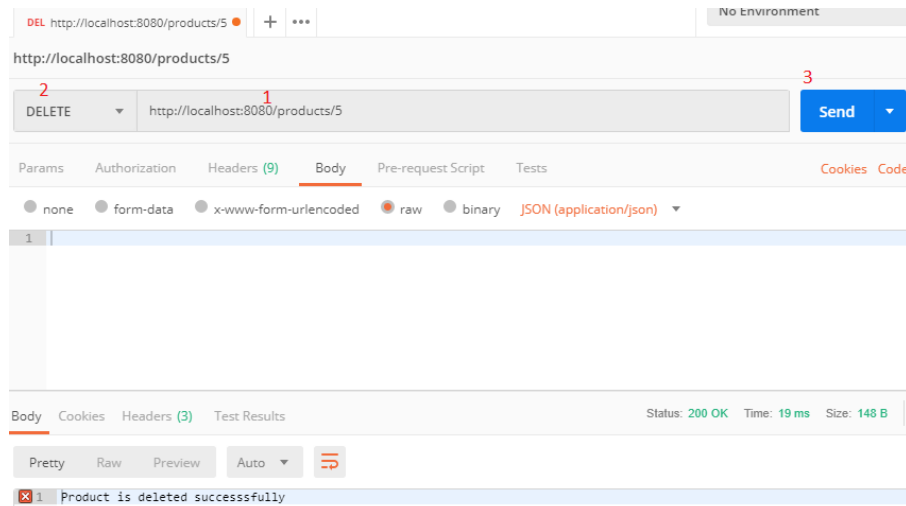 DEL http://localhost:8080/products/5 + •••
No Environment
http://localhost:8080/products/5
2 1 3
DELETE http://localhost:8080/products/5 Send
Params Authorization Headers (9) Body Pre-request Script Tests Cookies Code
none form-data x-www-form-urlencoded raw binary JSON (application/json)
1
Body Cookies Headers (3) Test Results Status: 200 OK Time: 19 ms Size: 148 B
Pretty Raw Preview Auto
1 Product is deleted successsfully